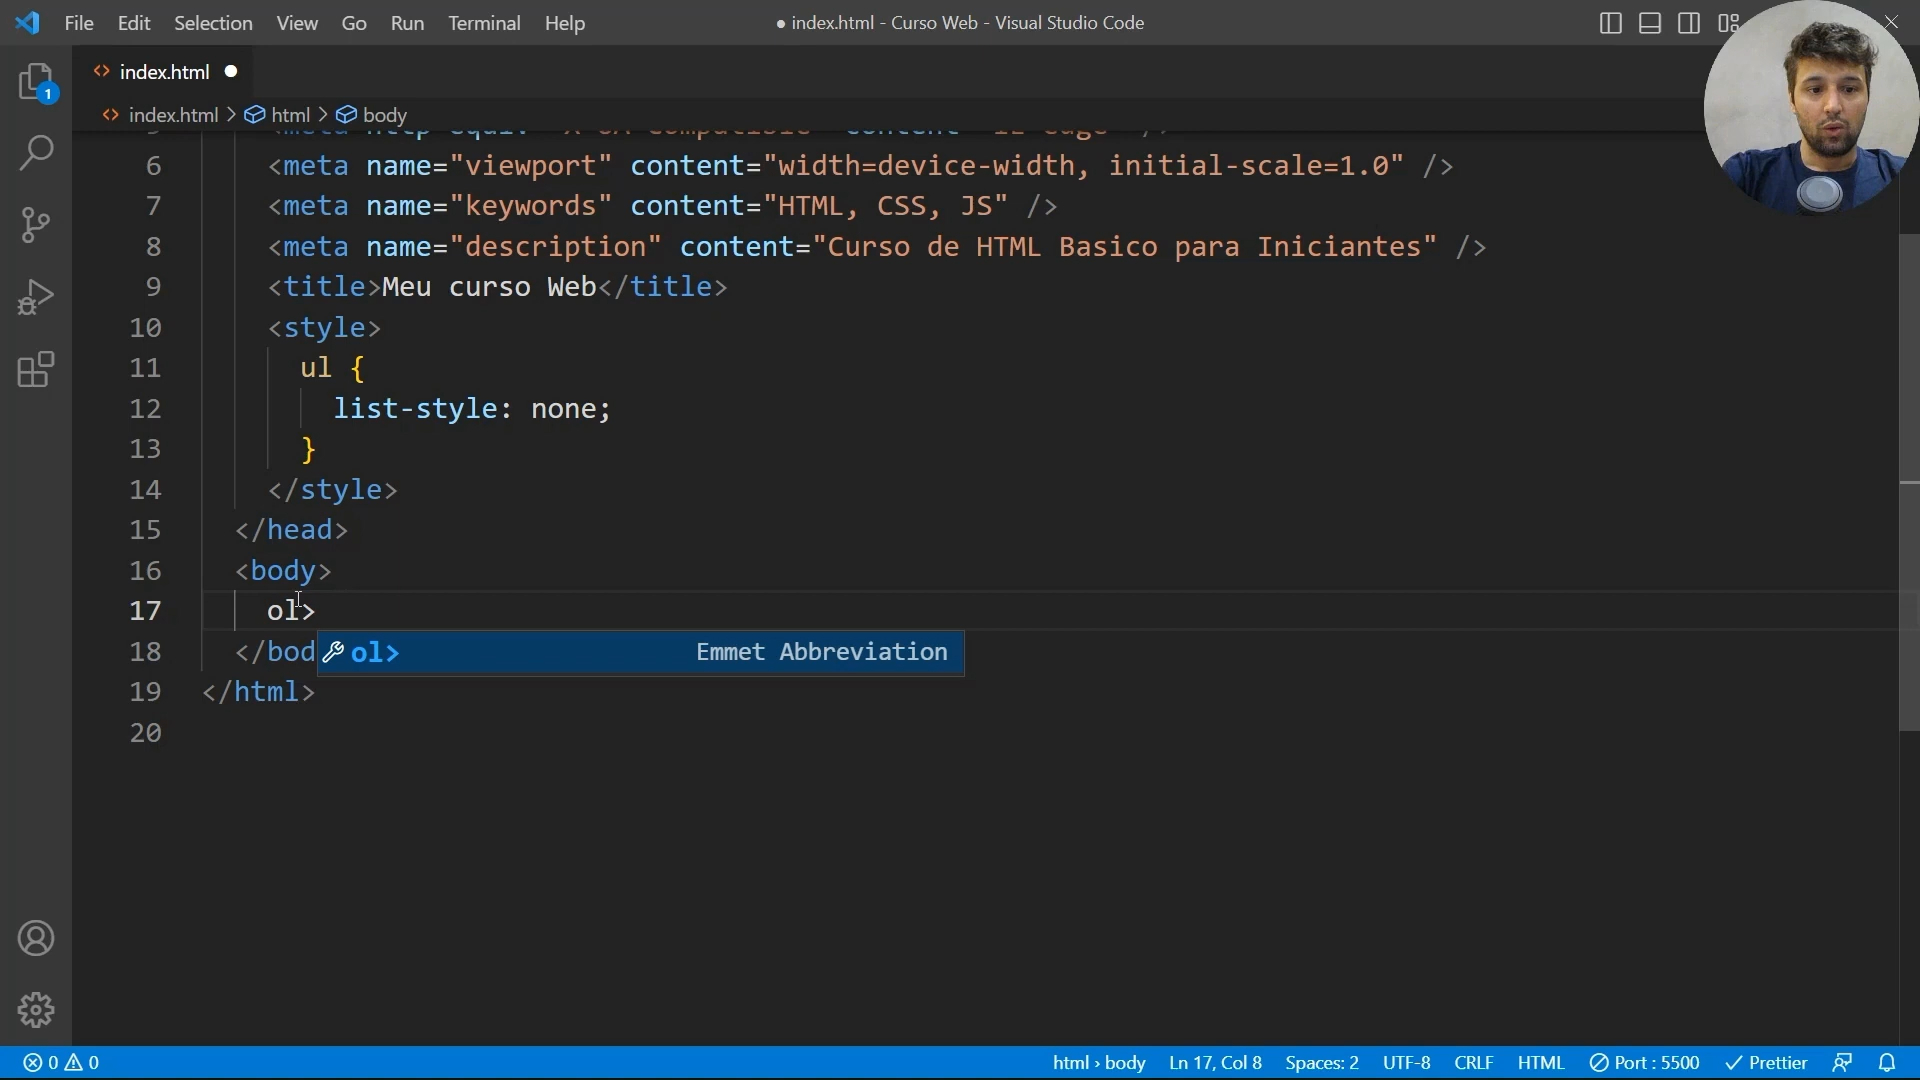 File Edit Selection View Go Run Terminal Help
● index.html - Curso Web - Visual Studio Code
index.html
index.html > html > body
1
6 <meta name="viewport" content="width=device-width, initial-scale=1.0" />
7 <meta name="keywords" content="HTML, CSS, JS" />
8 <meta name="description" content="Curso de HTML Basico para Iniciantes" />
9 <title>Meu curso Web</title>
10 <style>
11 ul {
12 list-style: none;
13 }
14 </style>
15 </head>
16 <body>
17 ol>
18 </bod
ol> Emmet Abbreviation
19 </html>
20
0 0 html › body Ln 17, Col 8 Spaces: 2 UTF-8 CRLF HTML Port : 5500 Prettier